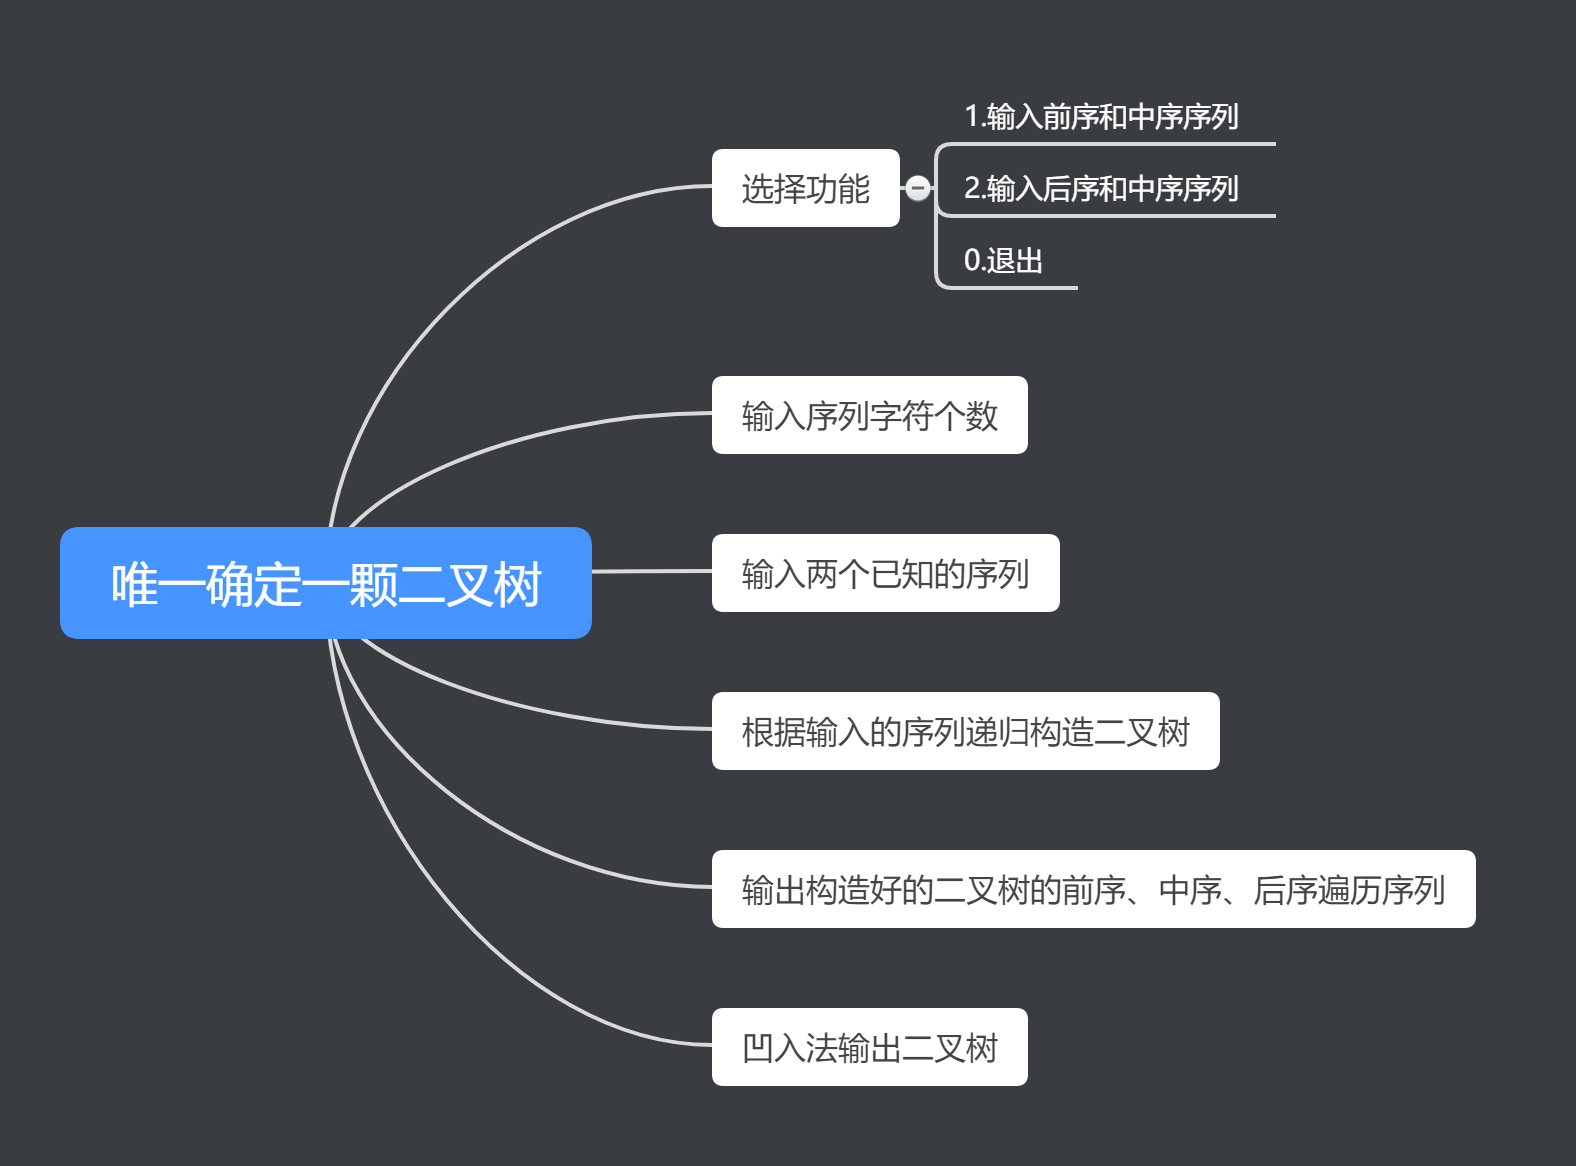 1.输入前序和中序序列
选择功能
2.输入后序和中序序列
0.退出
输入序列字符个数
唯一确定一颗二叉树
输入两个已知的序列
根据输入的序列递归构造二叉树
输出构造好的二叉树的前序、中序、后序遍历序列
凹入法输出二叉树